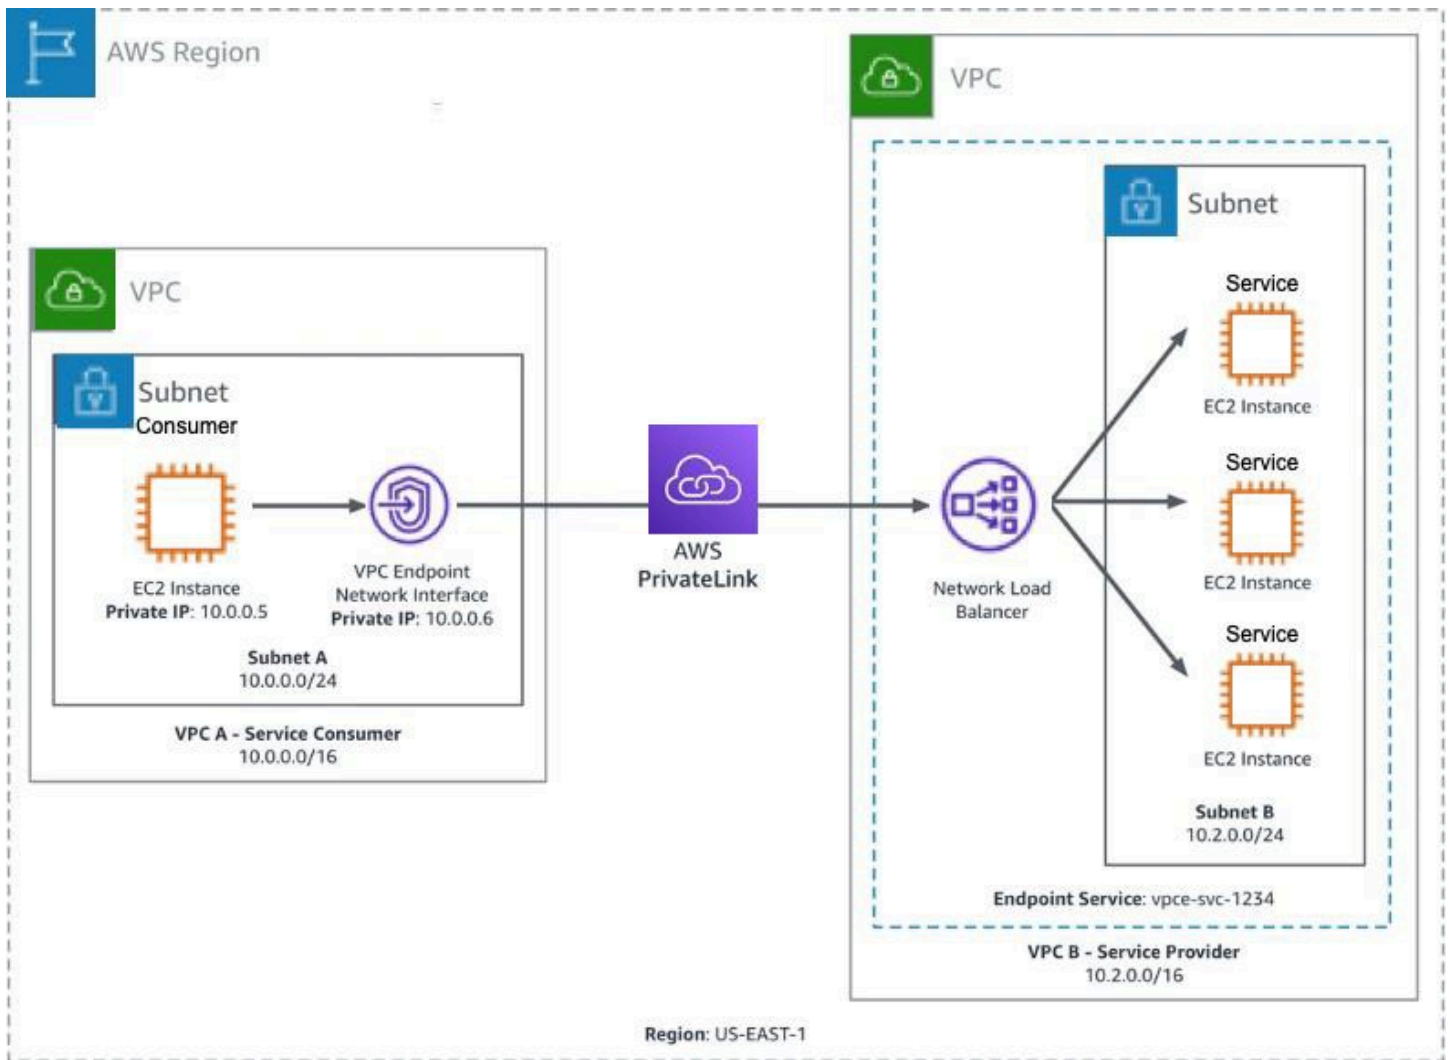 AWS Region
VPC
Subnet
Consumer
EC2 Instance
Private IP: 10.0.0.5
VPC Endpoint
Network Interface
Private IP: 10.0.0.6
Subnet A
10.0.0.0/24
VPC A - Service Consumer
10.0.0.0/16
AWS
PrivateLink
VPC
Subnet
Network Load
Balancer
Service
EC2 Instance
Service
EC2 Instance
Service
EC2 Instance
Subnet B
10.2.0.0/24
Endpoint Service: vpce-svc-1234
VPC B - Service Provider
10.2.0.0/16
Region: US-EAST-1